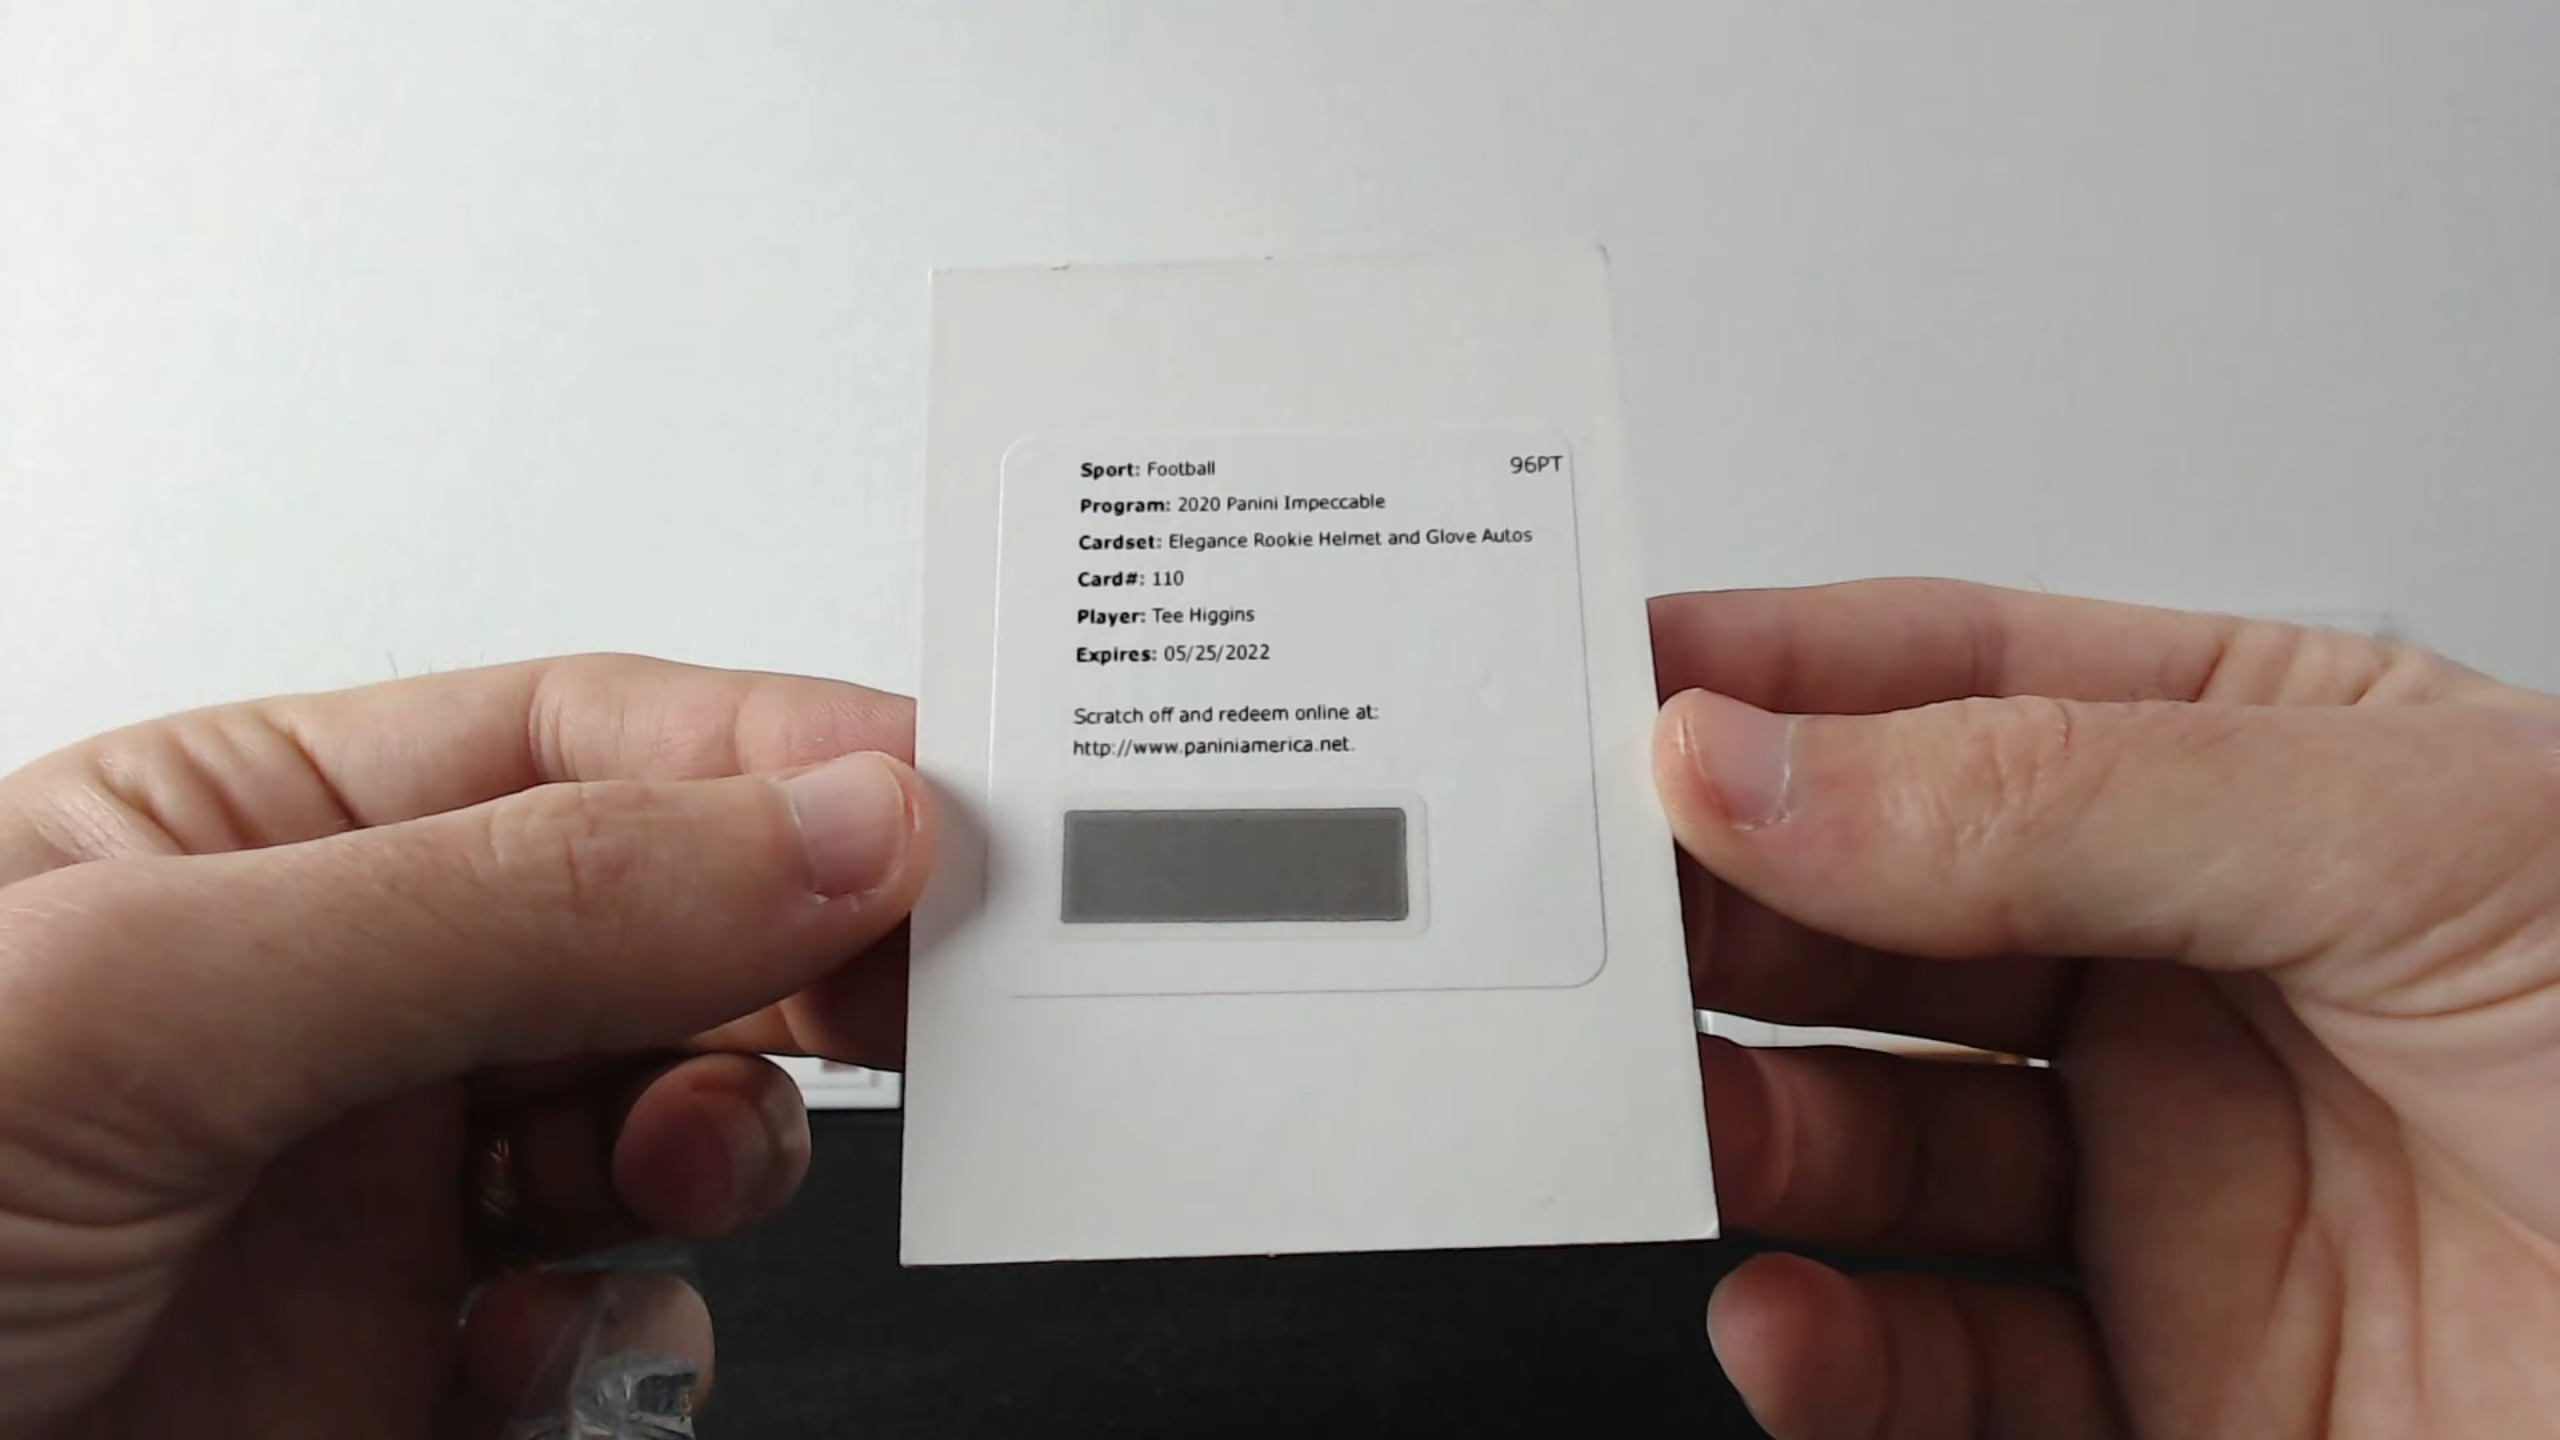 Sport: Football 96PT
Program: 2020 Panini Impeccable
Cardset: Elegance Rookie Helmet and Glove Autos
Card#: 110
Player: Tee Higgins
Expires: 05/25/2022
Scratch off and redeem online at:
http://www.paniniamerica.net.